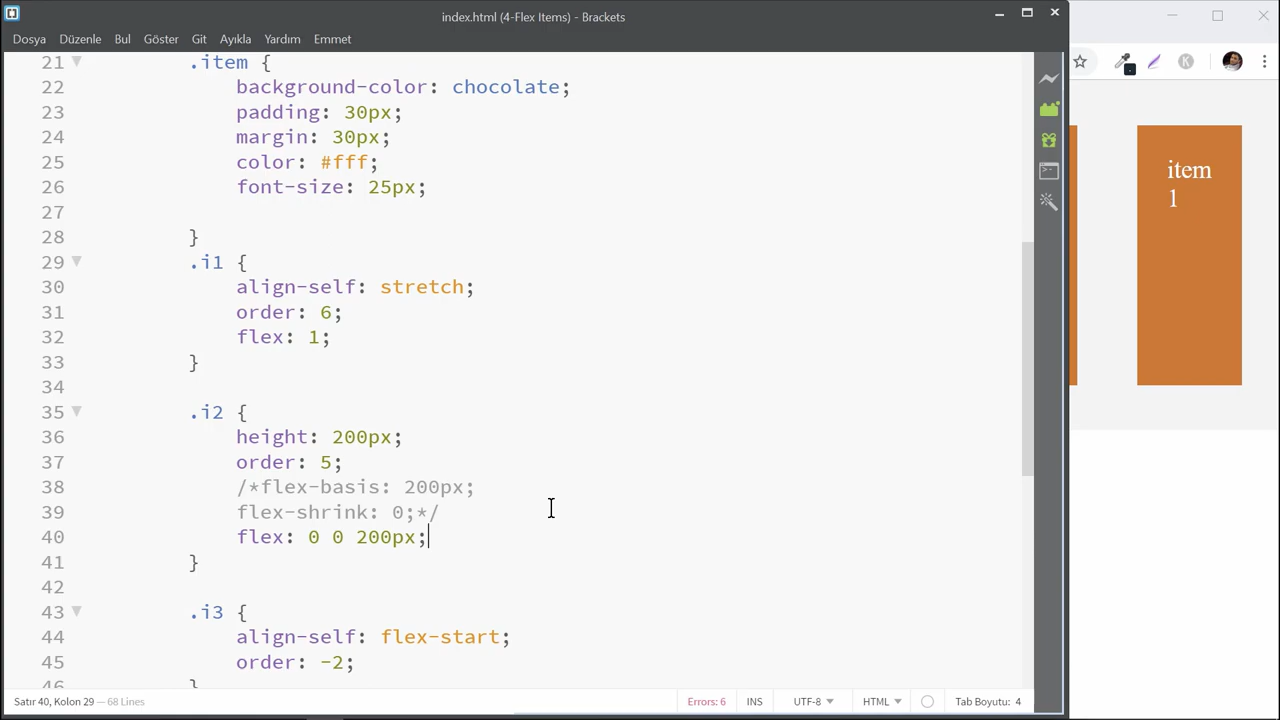 index.html (4-Flex Items) - Brackets
Dosya Düzenle Bul Göster Git Ayıkla Yardım Emmet
21 .item {
22 background-color: chocolate;
23 padding: 30px;
24 margin: 30px;
25 color: #fff;
26 font-size: 25px;
27
28 }
29 .i1 {
30 align-self: stretch;
31 order: 6;
32 flex: 1;
33 }
34
35 .i2 {
36 height: 200px;
37 order: 5;
38 /*flex-basis: 200px;
39 flex-shrink: 0;*/
40 flex: 0 0 200px;
41 }
42
43 .i3 {
44 align-self: flex-start;
45 order: -2;
46 }
Satır 40, Kolon 29 — 68 Lines
Errors: 6 INS UTF-8 HTML Tab Boyutu: 4
K
item
1